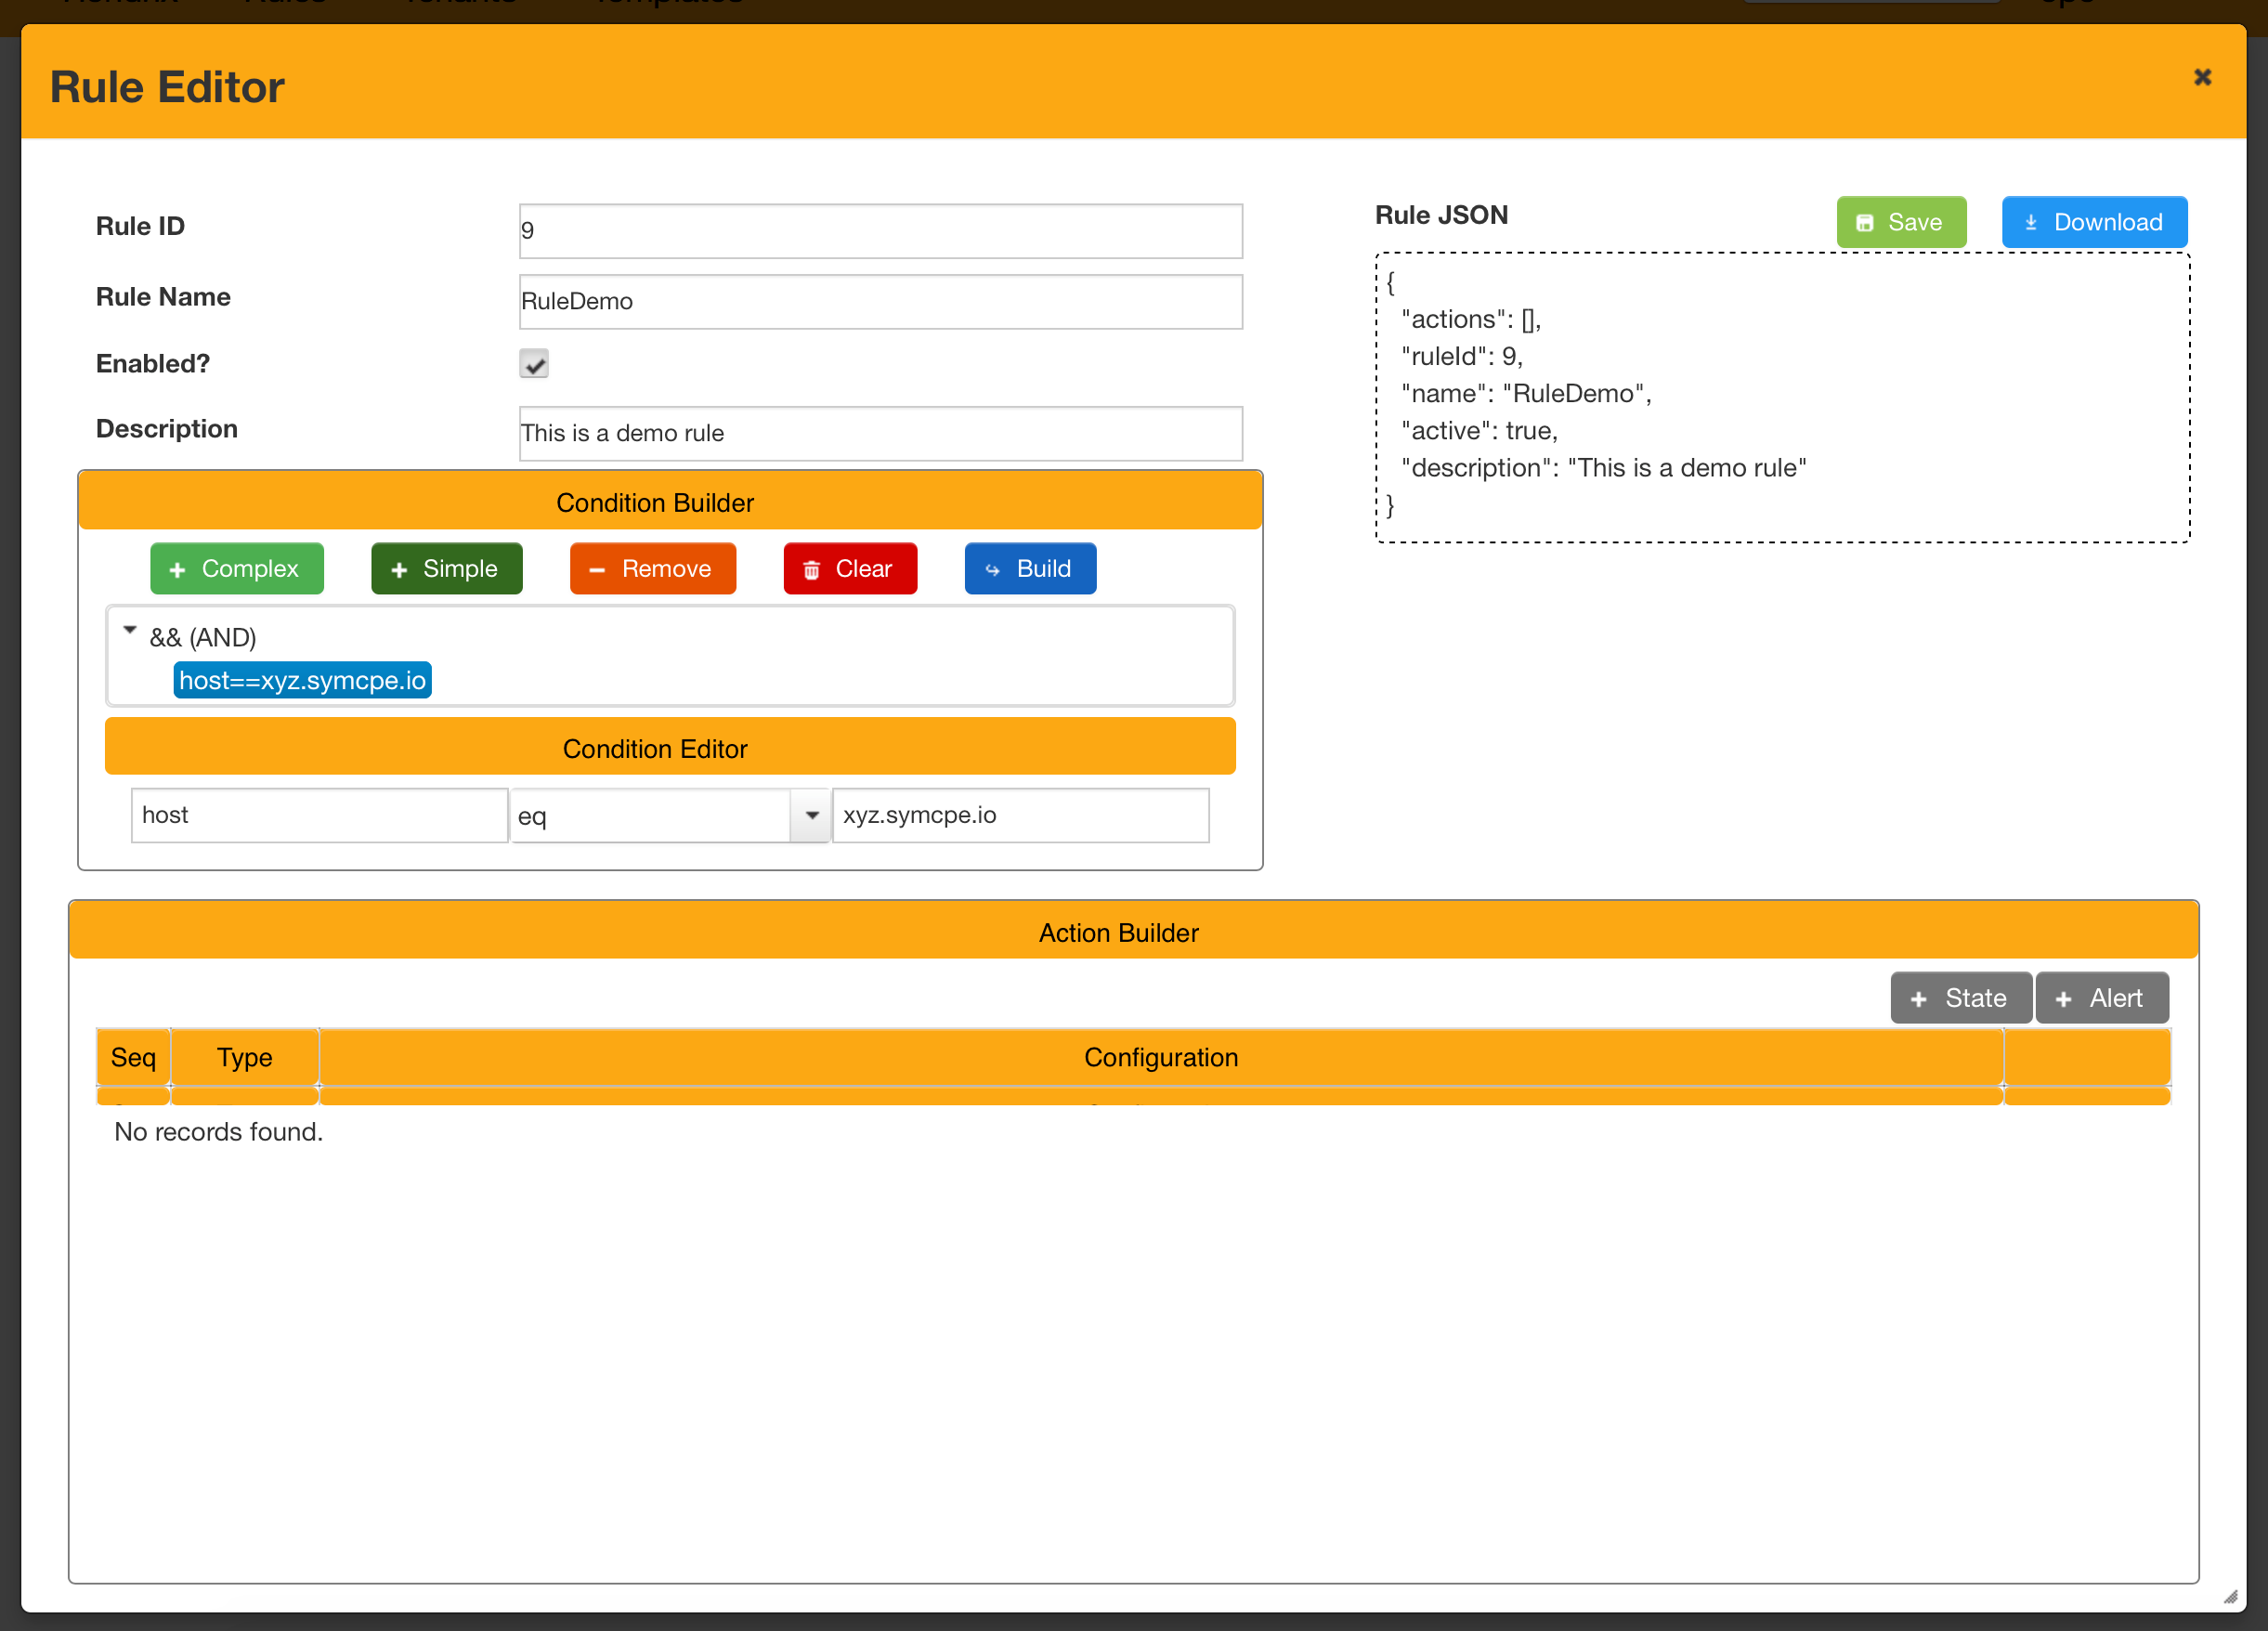 Rule Editor
Rule ID
9
Rule Name
RuleDemo
Enabled?
Description
This is a demo rule
Rule JSON
Save
Download
{
"actions": [],
"ruleId": 9,
"name": "RuleDemo",
"active": true,
"description": "This is a demo rule"
}
Condition Builder
+ Complex
+ Simple
− Remove
Clear
Build
&& (AND)
host==xyz.symcpe.io
Condition Editor
host
eq
xyz.symcpe.io
Action Builder
+ State
+ Alert
Seq Type Configuration
No records found.